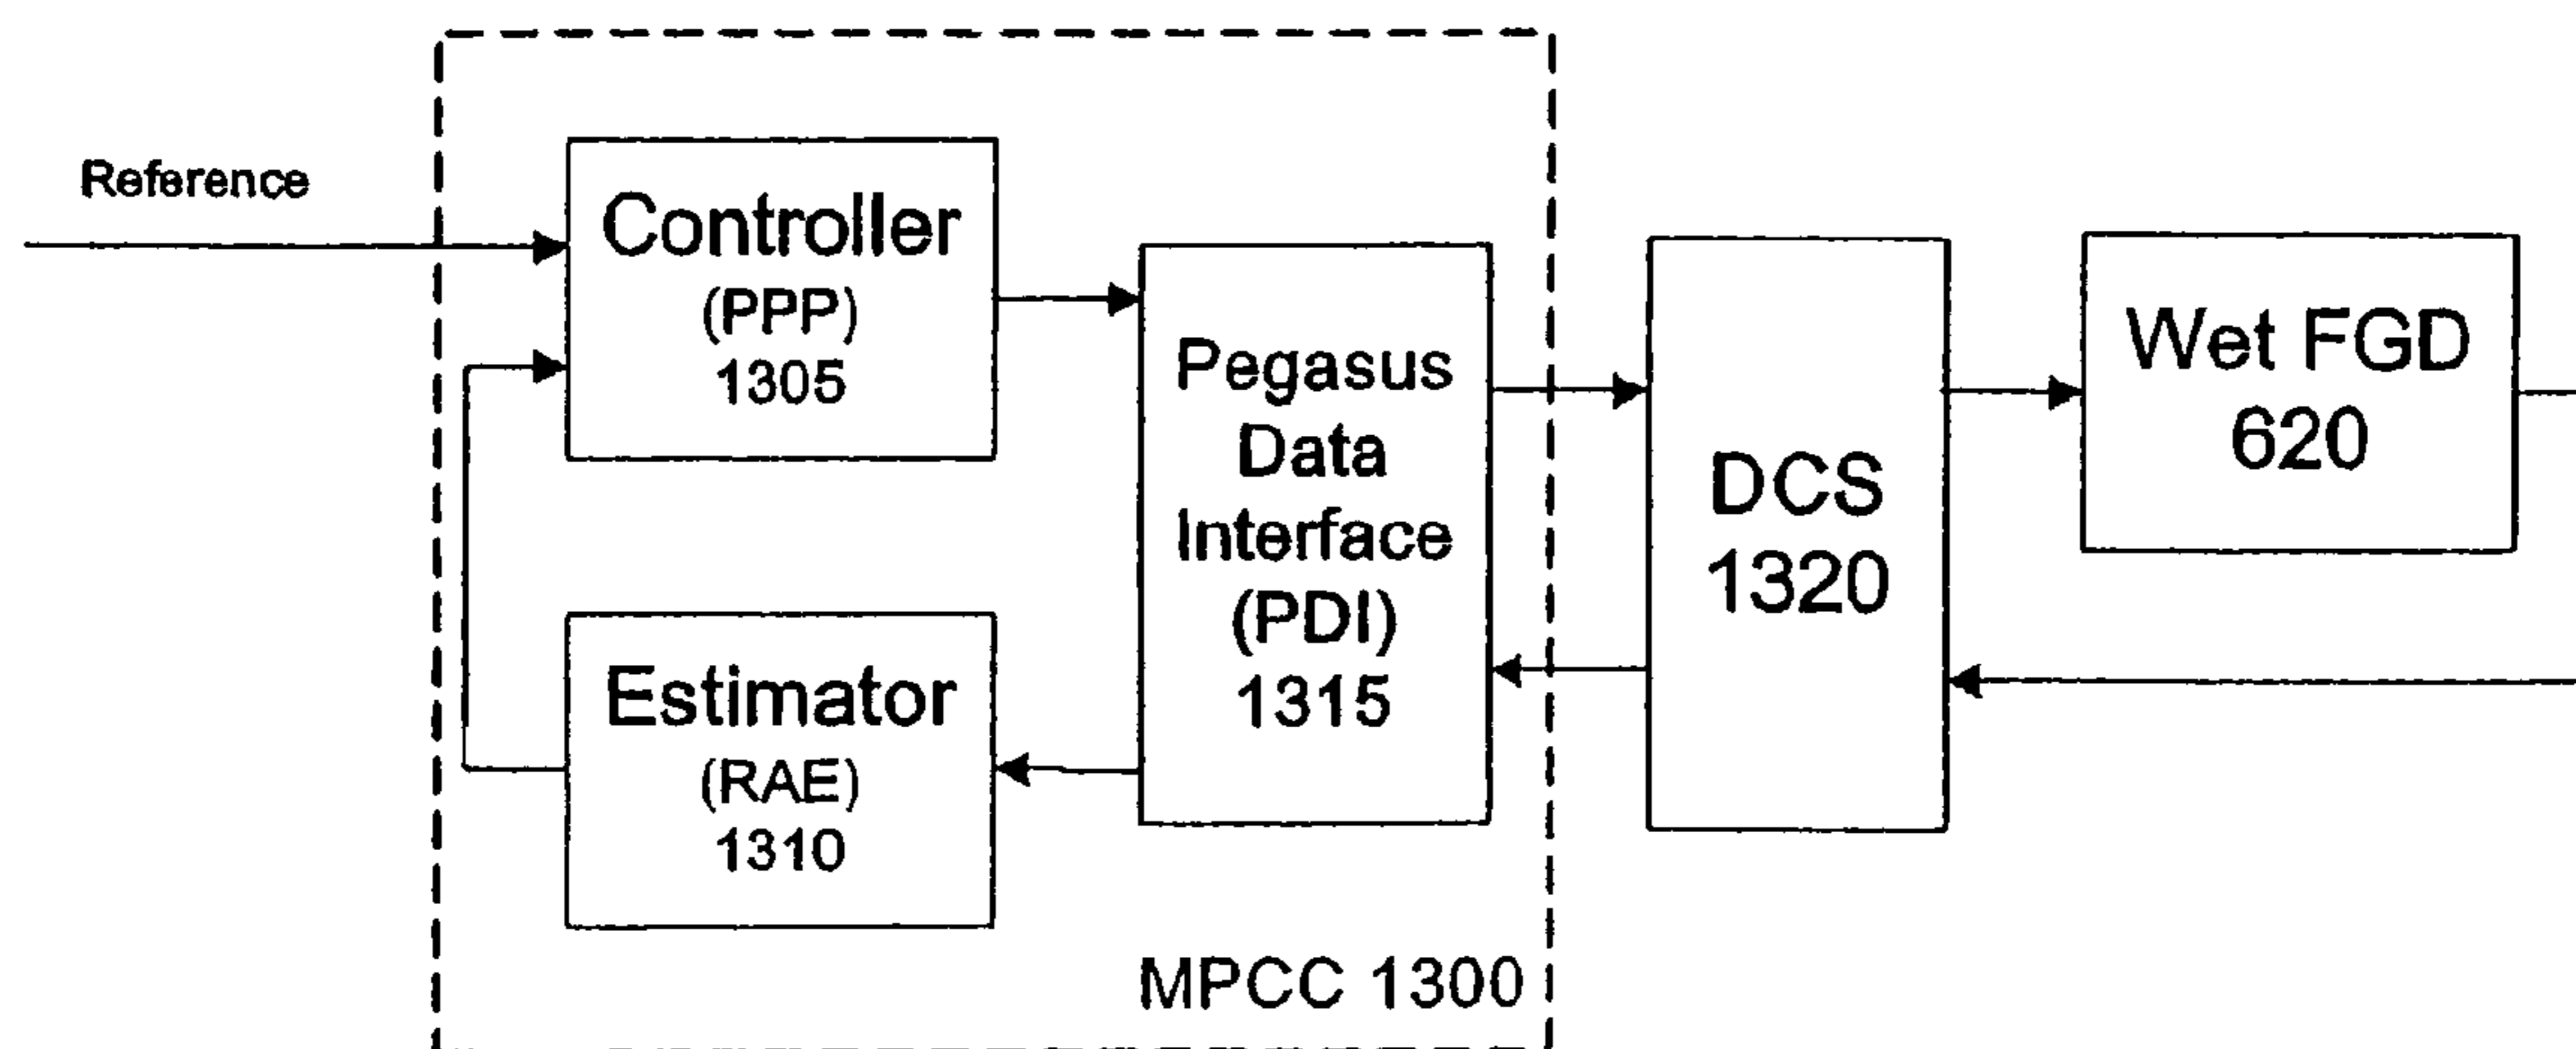 Reference
Controller
(PPP)
1305
Pegasus
Data
Interface
(PDI)
1315
DCS
1320
Wet FGD
620
Estimator
(RAE)
1310
MPCC 1300